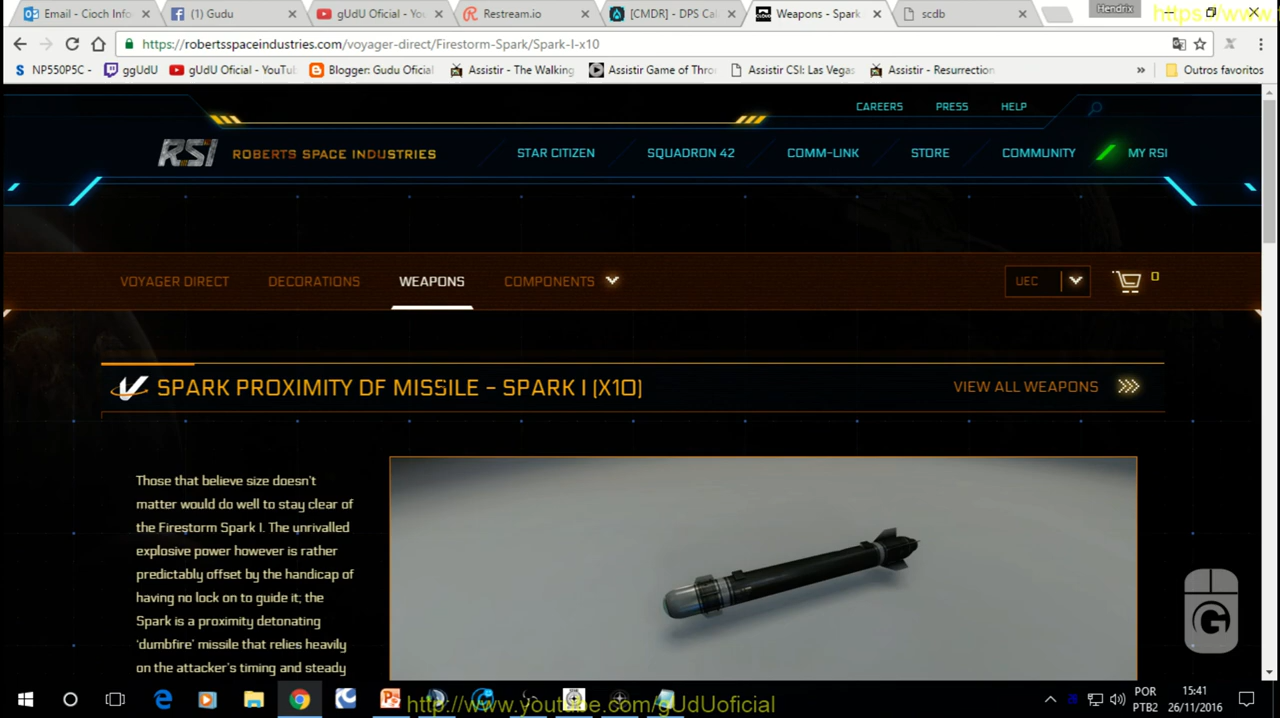 Email - Cioch Info
(1) Gudu
gUdU Oficial - You
Restream.io
[CMDR] - DPS Cal
Weapons - Spark
scdb
Hendrix
https://www
https://robertsspaceindustries.com/voyager-direct/Firestorm-Spark/Spark-I-x10
NP550P5C -
ggUdU
gUdU Oficial - YouTu
Blogger: Gudu Oficial
Assistir - The Walking
Assistir Game of Thro
Assistir CSI: Las Vegas
Assistir - Resurrection
»
Outros favoritos
CAREERS
PRESS
HELP
RSI
ROBERTS SPACE INDUSTRIES
STAR CITIZEN
SQUADRON 42
COMM-LINK
STORE
COMMUNITY
MY RSI
VOYAGER DIRECT
DECORATIONS
WEAPONS
COMPONENTS
UEC
0
SPARK PROXIMITY DF MISSILE - SPARK I (X10)
VIEW ALL WEAPONS
Those that believe size doesn't
matter would do well to stay clear of
the Firestorm Spark I. The unrivalled
explosive power however is rather
predictably offset by the handicap of
having no lock on to guide it; the
Spark is a proximity detonating
'dumbfire' missile that relies heavily
on the attacker's timing and steady
G
http://www.youtube.com/gUdUoficial
POR
PTB2
15:41
26/11/2016